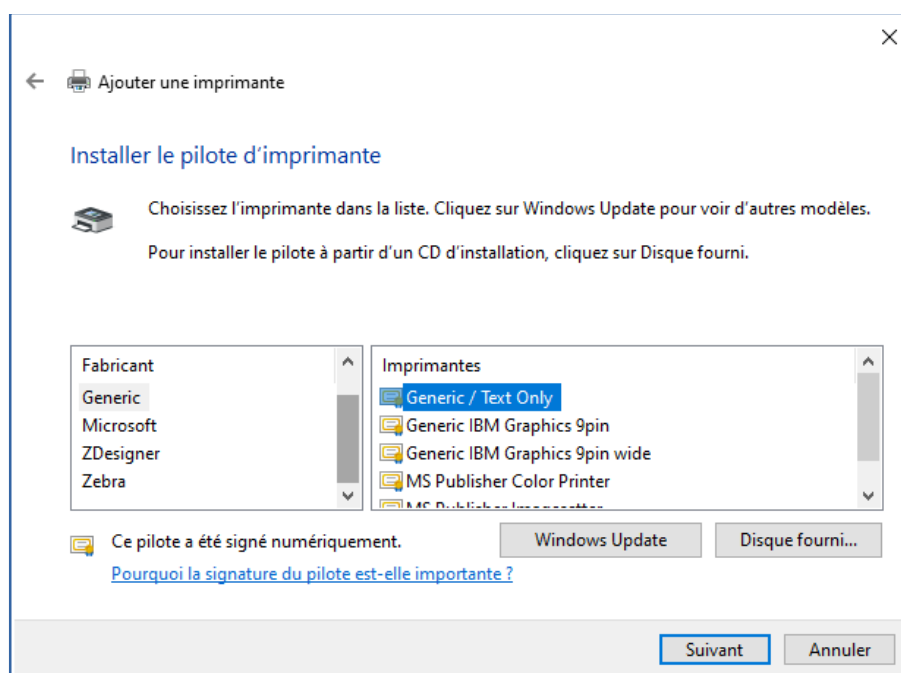 Ajouter une imprimante
Installer le pilote d'imprimante
Choisissez l'imprimante dans la liste. Cliquez sur Windows Update pour voir d'autres modèles.
Pour installer le pilote à partir d'un CD d'installation, cliquez sur Disque fourni.
Fabricant
Generic
Microsoft
ZDesigner
Zebra
Imprimantes
Generic / Text Only
Generic IBM Graphics 9pin
Generic IBM Graphics 9pin wide
MS Publisher Color Printer
MS Publisher Imagesetter
Ce pilote a été signé numériquement.
Windows Update
Disque fourni...
Pourquoi la signature du pilote est-elle importante ?
Suivant
Annuler